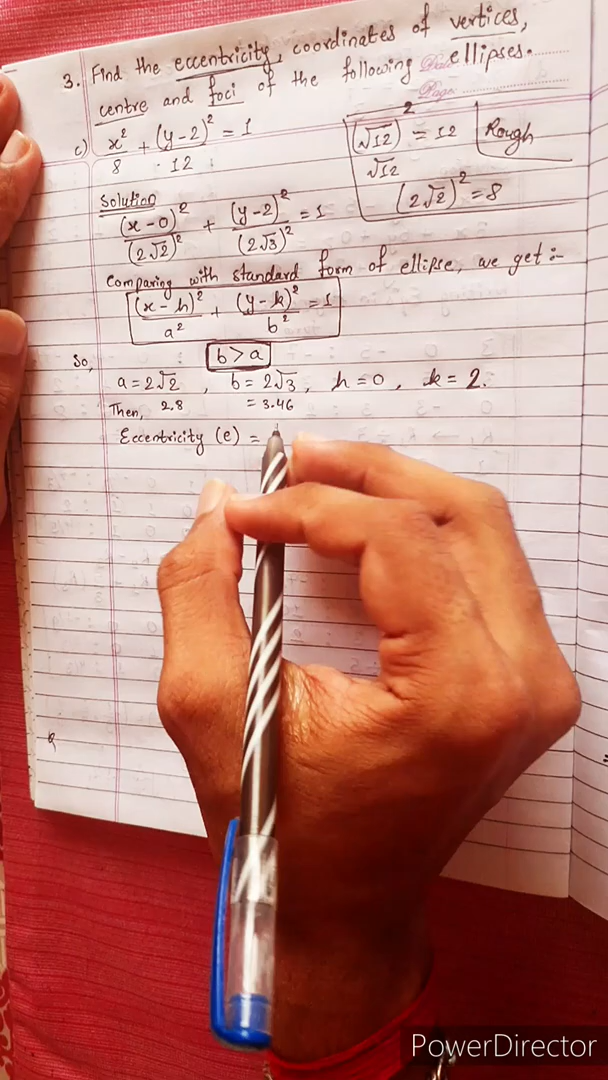 3. Find the eccentricity, coordinates of vertices,
centre and foci of the following ellipses.
Page:
c) x²/8 + (y-2)²/12 = 1
(√12)² = 12
Rough
√12
(2√2)² = 8
Solution
(x-0)²/(2√2)² + (y-2)²/(2√3)² = 1
Comparing with standard form of ellipse, we get :-
(x-h)²/a² + (y-k)²/b² = 1
b > a
So,
a = 2√2 , b = 2√3, h = 0, k = 2.
Then, 2.8 = 3.46
Eccentricity (e) =
PowerDirector